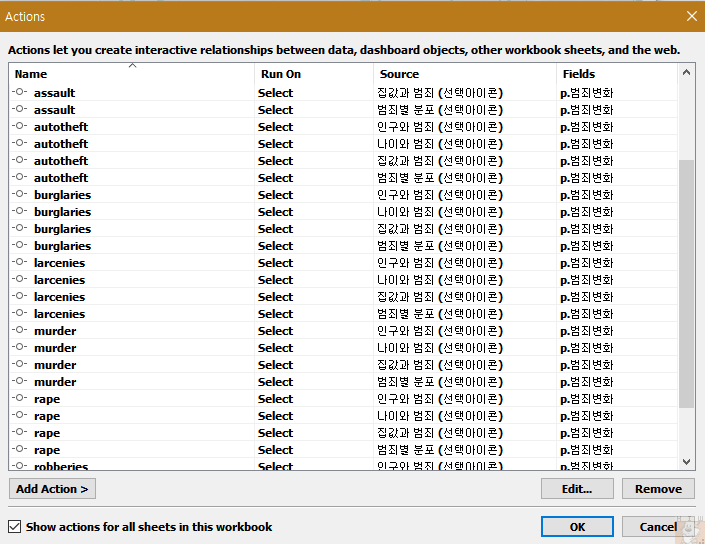 Actions
Actions let you create interactive relationships between data, dashboard objects, other workbook sheets, and the web.
Name Run On Source Fields
assault Select 집값과 범죄 (선택아이콘) p.범죄변화
assault Select 범죄별 분포 (선택아이콘) p.범죄변화
autotheft Select 인구와 범죄 (선택아이콘) p.범죄변화
autotheft Select 나이와 범죄 (선택아이콘) p.범죄변화
autotheft Select 집값과 범죄 (선택아이콘) p.범죄변화
autotheft Select 범죄별 분포 (선택아이콘) p.범죄변화
burglaries Select 인구와 범죄 (선택아이콘) p.범죄변화
burglaries Select 나이와 범죄 (선택아이콘) p.범죄변화
burglaries Select 집값과 범죄 (선택아이콘) p.범죄변화
burglaries Select 범죄별 분포 (선택아이콘) p.범죄변화
larcenies Select 인구와 범죄 (선택아이콘) p.범죄변화
larcenies Select 나이와 범죄 (선택아이콘) p.범죄변화
larcenies Select 집값과 범죄 (선택아이콘) p.범죄변화
larcenies Select 범죄별 분포 (선택아이콘) p.범죄변화
murder Select 인구와 범죄 (선택아이콘) p.범죄변화
murder Select 나이와 범죄 (선택아이콘) p.범죄변화
murder Select 집값과 범죄 (선택아이콘) p.범죄변화
murder Select 범죄별 분포 (선택아이콘) p.범죄변화
rape Select 인구와 범죄 (선택아이콘) p.범죄변화
rape Select 나이와 범죄 (선택아이콘) p.범죄변화
rape Select 집값과 범죄 (선택아이콘) p.범죄변화
rape Select 범죄별 분포 (선택아이콘) p.범죄변화
robberies Select 인구와 범죄 (선택아이콘) p.범죄변화
Add Action > Edit... Remove
Show actions for all sheets in this workbook OK Cancel